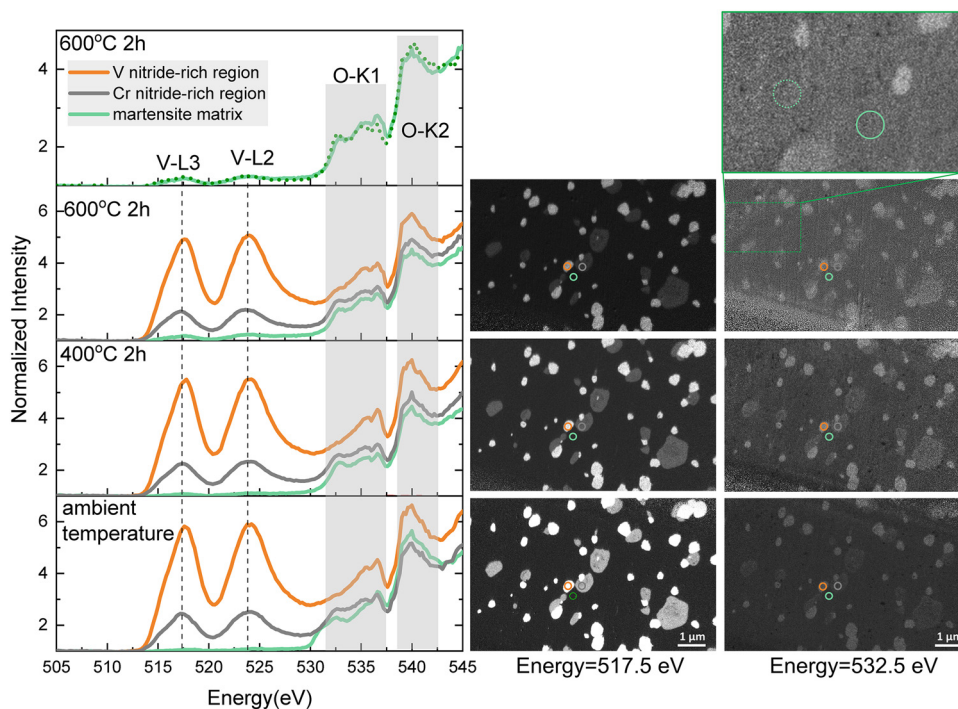 600°C 2h
V nitride-rich region
Cr nitride-rich region
martensite matrix
O-K1
O-K2
V-L3
V-L2
4
2
600°C 2h
6
4
2
400°C 2h
6
4
2
ambient
temperature
6
4
2
Normalized Intensity
505 510 515 520 525 530 535 540 545
Energy(eV)
1 µm
1 µm
Energy=517.5 eV
Energy=532.5 eV